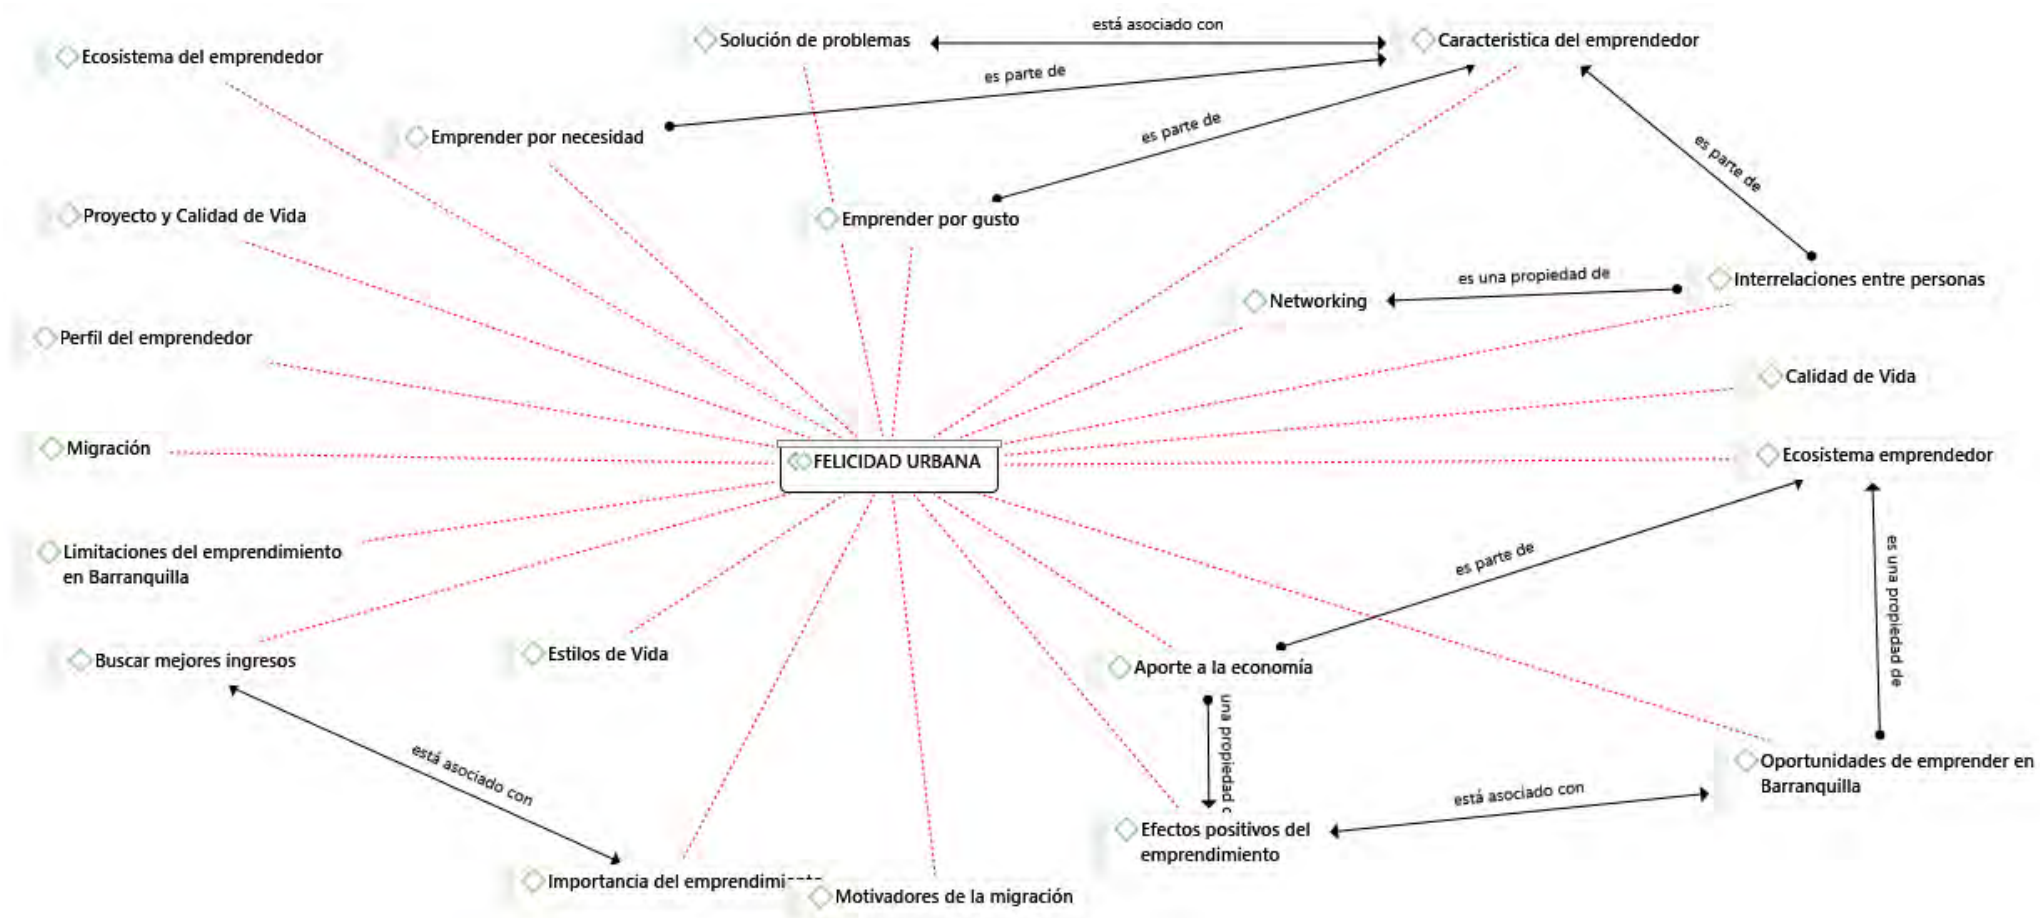 está asociado con
Solución de problemas
Caracteristica del emprendedor
Ecosistema del emprendedor
es parte de
Emprender por necesidad
es parte de
es parte de
Proyecto y Calidad de Vida
Emprender por gusto
es una propiedad de
Interrelaciones entre personas
Networking
Perfil del emprendedor
Calidad de Vida
Migración
FELICIDAD URBANA
Ecosistema emprendedor
Limitaciones del emprendimiento
en Barranquilla
es parte de
es una propiedad de
Buscar mejores ingresos
Estilos de Vida
Aporte a la economía
una propiedad
está asociado con
Oportunidades de emprender en
Barranquilla
está asociado con
Efectos positivos del
emprendimiento
Importancia del
Motivadores de la migración